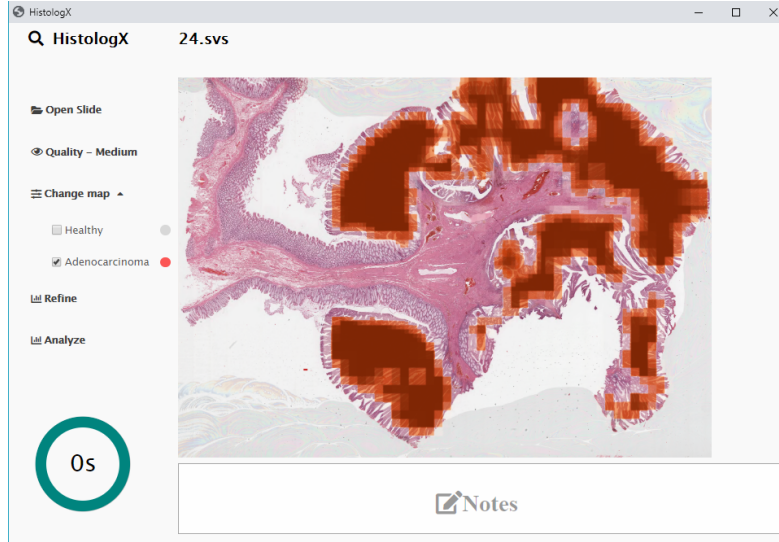 HistologX
HistologX
24.svs
Open Slide
Quality – Medium
Change map
Healthy
Adenocarcinoma
Refine
Analyze
0s
Notes